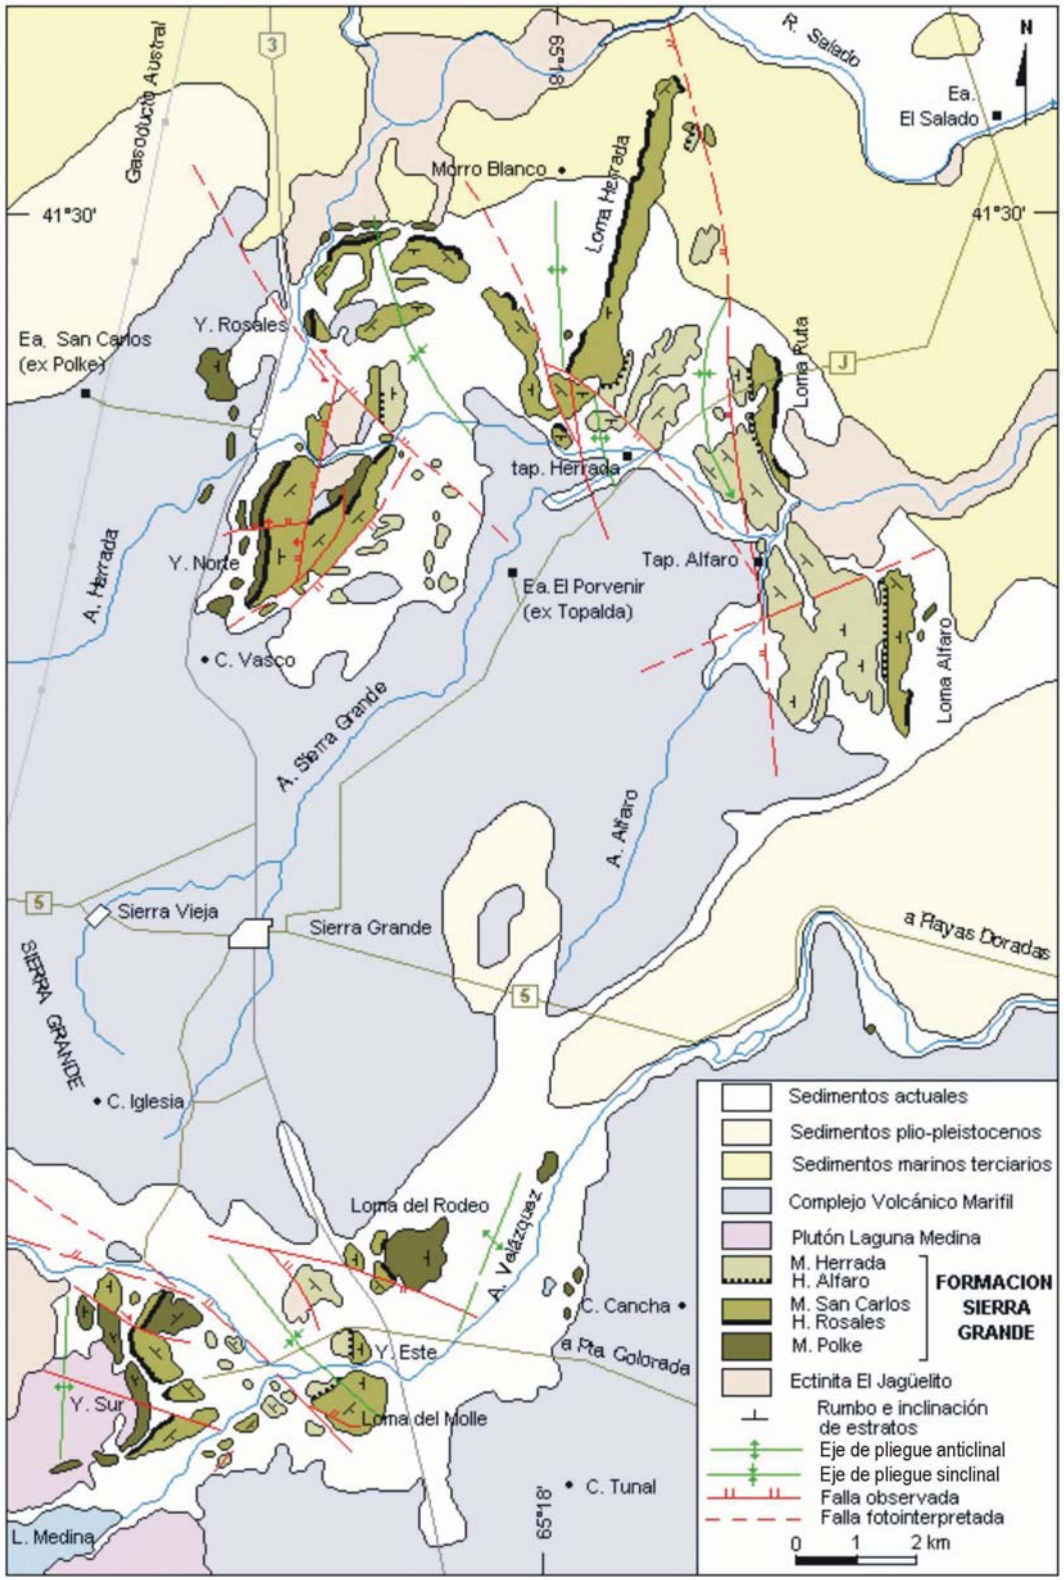 Gasoducto Austral
3
65°18'
R. Salado
N
Ea.
El Salado
Morro Blanco
Loma Herrada
41°30'
41°30'
Y. Rosales
Ea. San Carlos
(ex Polke)
Loma Ruta
J
tap. Herrada
A. Herrada
Y. Norte
Tap. Alfaro
Ea. El Porvenir
(ex Topalda)
C. Vasco
Loma Alfaro
A. Sierra Grande
A. Alfaro
5
Sierra Vieja
Sierra Grande
a Playas Doradas
SIERRA GRANDE
5
C. Iglesia
Loma del Rodeo
A. Velázquez
C. Cancha
Y. Este
a Pta. Colorada
Y. Sur
Loma del Molle
C. Tunal
65°18'
L. Medina
Sedimentos actuales
Sedimentos plio-pleistocenos
Sedimentos marinos terciarios
Complejo Volcánico Marifil
Plutón Laguna Medina
M. Herrada
H. Alfaro
M. San Carlos
H. Rosales
M. Polke
FORMACION
SIERRA
GRANDE
Ectinita El Jagüelito
Rumbo e inclinación
de estratos
Eje de pliegue anticlinal
Eje de pliegue sinclinal
Falla observada
Falla fotointerpretada
0 1 2 km